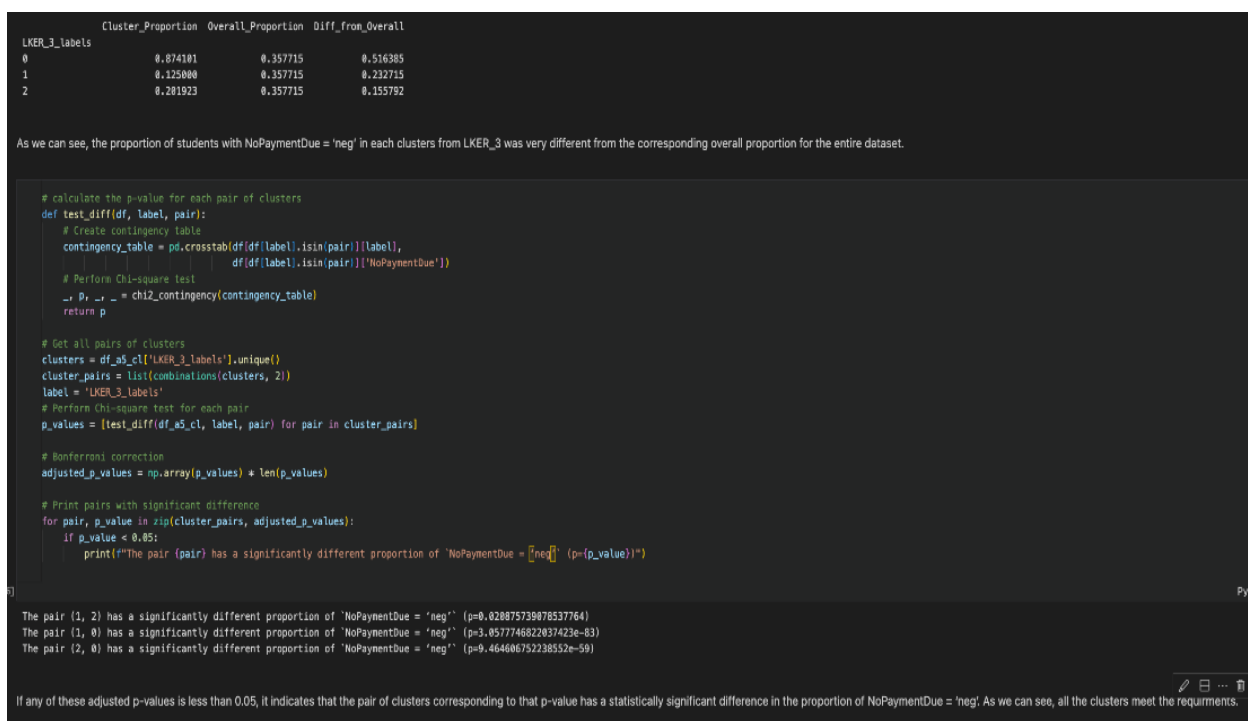 Cluster_Proportion Overall_Proportion Diff_from_Overall
LKER_3_labels
0 0.874101 0.357715 0.516385
1 0.125000 0.357715 0.232715
2 0.201923 0.357715 0.155792
As we can see, the proportion of students with NoPaymentDue = ‘neg’ in each clusters from LKER_3 was very different from the corresponding overall proportion for the entire dataset.
# calculate the p-value for each pair of clusters
def test_diff(df, label, pair):
# Create contingency table
contingency_table = pd.crosstab(df[df[label].isin(pair)][label],
df[df[label].isin(pair)]['NoPaymentDue'])
# Perform Chi-square test
_, p, _, _ = chi2_contingency(contingency_table)
return p
# Get all pairs of clusters
clusters = df_a5_cl['LKER_3_labels'].unique()
cluster_pairs = list(combinations(clusters, 2))
label = 'LKER_3_labels'
# Perform Chi-square test for each pair
p_values = [test_diff(df_a5_cl, label, pair) for pair in cluster_pairs]
# Bonferroni correction
adjusted_p_values = np.array(p_values) * len(p_values)
# Print pairs with significant difference
for pair, p_value in zip(cluster_pairs, adjusted_p_values):
if p_value < 0.05:
print(f"The pair {pair} has a significantly different proportion of `NoPaymentDue = ‘neg’` (p={p_value})")
Py
The pair (1, 2) has a significantly different proportion of `NoPaymentDue = ‘neg’` (p=0.020875739078537764)
The pair (1, 0) has a significantly different proportion of `NoPaymentDue = ‘neg’` (p=3.0577746822037423e-83)
The pair (2, 0) has a significantly different proportion of `NoPaymentDue = ‘neg’` (p=9.464606752238552e-59)
If any of these adjusted p-values is less than 0.05, it indicates that the pair of clusters corresponding to that p-value has a statistically significant difference in the proportion of NoPaymentDue = ‘neg’. As we can see, all the clusters meet the requirments.